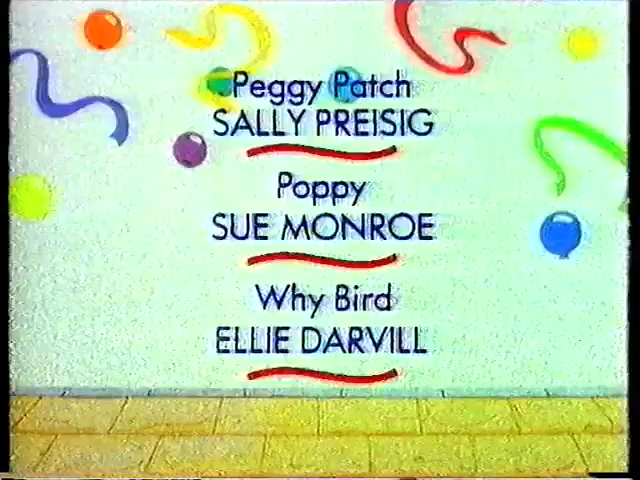 Peggy Patch
SALLY PREISIG
Poppy
SUE MONROE
Why Bird
ELLIE DARVILL